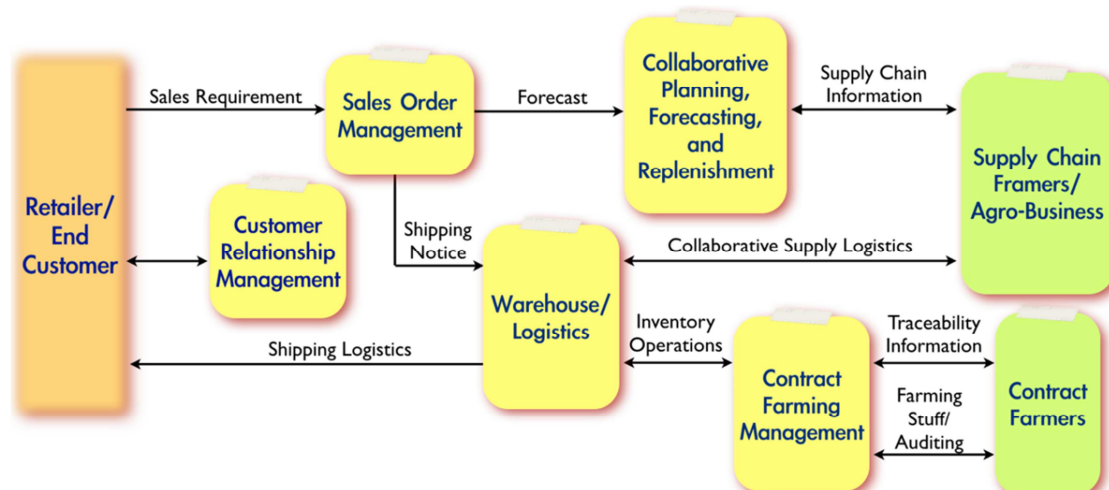 Retailer/
End
Customer
Sales Requirement
Sales Order
Management
Forecast
Collaborative
Planning,
Forecasting,
and
Replenishment
Supply Chain
Information
Supply Chain
Framers/
Agro-Business
Customer
Relationship
Management
Shipping
Notice
Warehouse/
Logistics
Collaborative Supply Logistics
Shipping Logistics
Inventory
Operations
Contract
Farming
Management
Traceability
Information
Farming
Stuff/
Auditing
Contract
Farmers